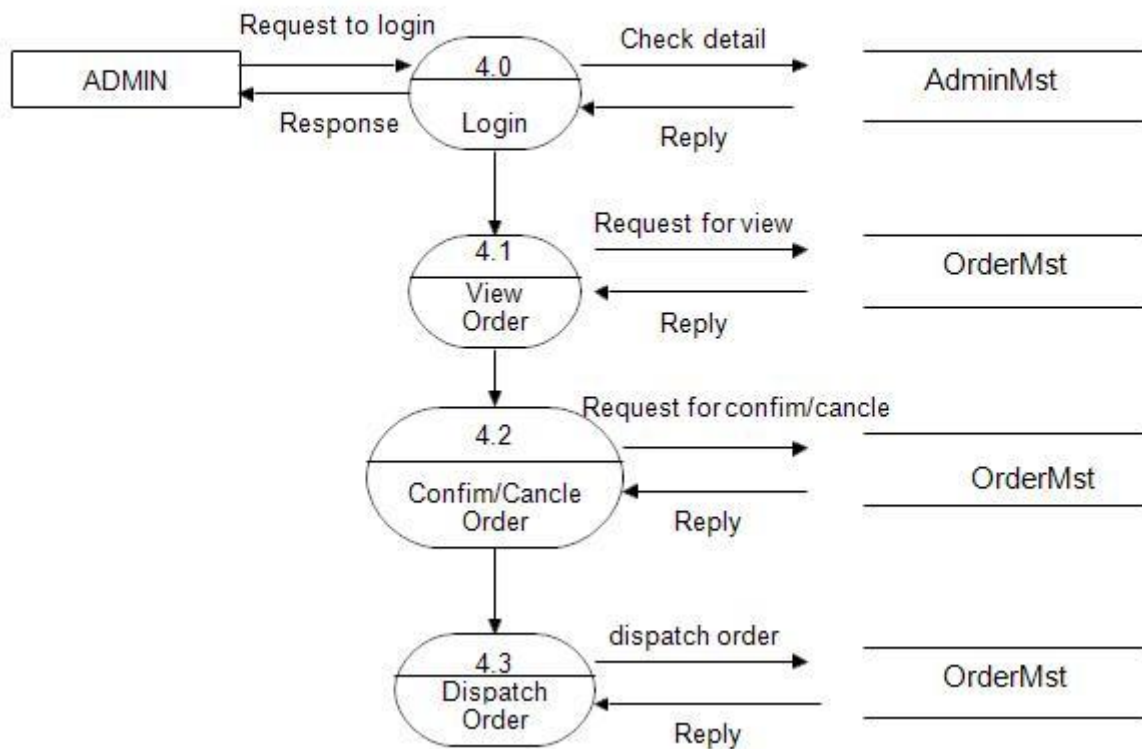 Request to login
Check detail
ADMIN
4.0
AdminMst
Response
Login
Reply
Request for view
4.1
OrderMst
View
Order
Reply
Request for confim/cancle
4.2
OrderMst
Confim/Cancle
Order
Reply
dispatch order
4.3
OrderMst
Dispatch
Order
Reply